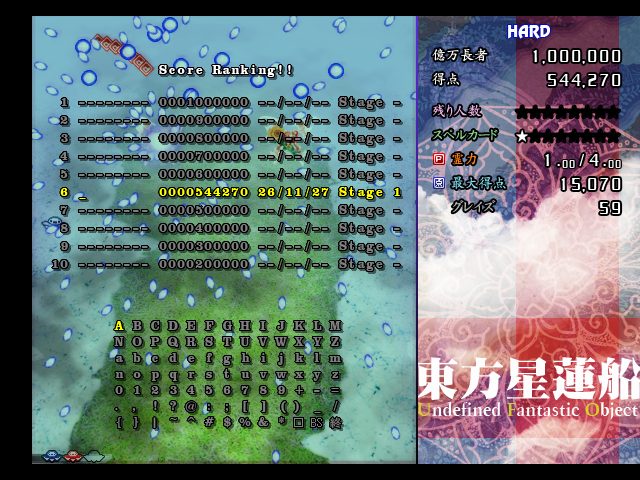 HARD
億万長者 1,000,000
得点 544,270
残り人数
スペルカード
P 霊力 1.00/4.00
点 最大得点 15,070
グレイズ 59
Score Ranking!!
1 -------- 0001000000 --/--/-- Stage -
2 -------- 0000900000 --/--/-- Stage -
3 -------- 0000800000 --/--/-- Stage -
4 -------- 0000700000 --/--/-- Stage -
5 -------- 0000600000 --/--/-- Stage -
6 _ 0000544270 26/11/27 Stage 1
7 -------- 0000500000 --/--/-- Stage -
8 -------- 0000400000 --/--/-- Stage -
9 -------- 0000300000 --/--/-- Stage -
10 -------- 0000200000 --/--/-- Stage -
A B C D E F G H I J K L M
N O P Q R S T U V W X Y Z
a b c d e f g h i j k l m
n o p q r s t u v w x y z
0 1 2 3 4 5 6 7 8 9 + - =
. , ! ? @ : ; [ ] ( ) _ /
{ } | ~ ^ # $ % & * □ BS 終
東方星蓮船
Undefined Fantastic Object